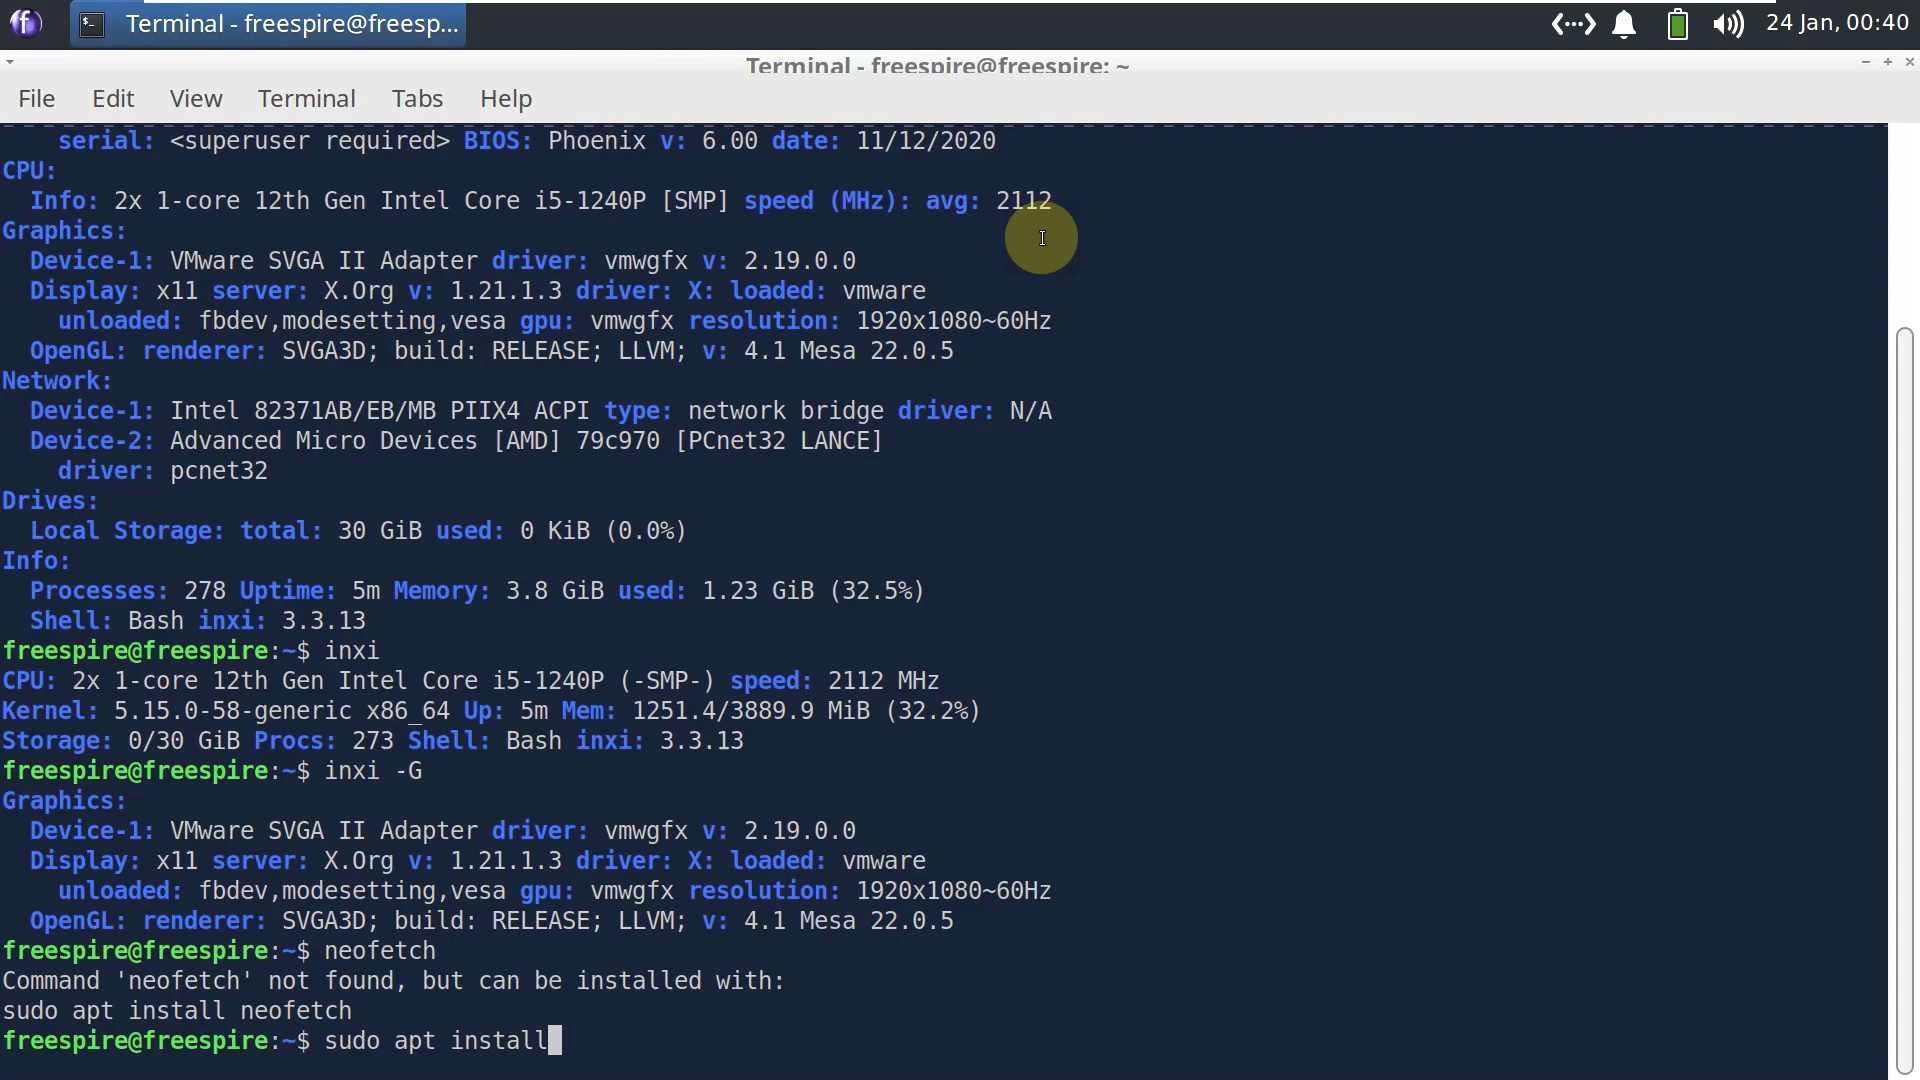 Terminal - freespire@freesp...
24 Jan, 00:40
Terminal - freespire@freespire: ~
File Edit View Terminal Tabs Help
serial: <superuser required> BIOS: Phoenix v: 6.00 date: 11/12/2020
CPU:
Info: 2x 1-core 12th Gen Intel Core i5-1240P [SMP] speed (MHz): avg: 2112
Graphics:
Device-1: VMware SVGA II Adapter driver: vmwgfx v: 2.19.0.0
Display: x11 server: X.Org v: 1.21.1.3 driver: X: loaded: vmware
unloaded: fbdev,modesetting,vesa gpu: vmwgfx resolution: 1920x1080~60Hz
OpenGL: renderer: SVGA3D; build: RELEASE; LLVM; v: 4.1 Mesa 22.0.5
Network:
Device-1: Intel 82371AB/EB/MB PIIX4 ACPI type: network bridge driver: N/A
Device-2: Advanced Micro Devices [AMD] 79c970 [PCnet32 LANCE]
driver: pcnet32
Drives:
Local Storage: total: 30 GiB used: 0 KiB (0.0%)
Info:
Processes: 278 Uptime: 5m Memory: 3.8 GiB used: 1.23 GiB (32.5%)
Shell: Bash inxi: 3.3.13
freespire@freespire:~$ inxi
CPU: 2x 1-core 12th Gen Intel Core i5-1240P (-SMP-) speed: 2112 MHz
Kernel: 5.15.0-58-generic x86_64 Up: 5m Mem: 1251.4/3889.9 MiB (32.2%)
Storage: 0/30 GiB Procs: 273 Shell: Bash inxi: 3.3.13
freespire@freespire:~$ inxi -G
Graphics:
Device-1: VMware SVGA II Adapter driver: vmwgfx v: 2.19.0.0
Display: x11 server: X.Org v: 1.21.1.3 driver: X: loaded: vmware
unloaded: fbdev,modesetting,vesa gpu: vmwgfx resolution: 1920x1080~60Hz
OpenGL: renderer: SVGA3D; build: RELEASE; LLVM; v: 4.1 Mesa 22.0.5
freespire@freespire:~$ neofetch
Command 'neofetch' not found, but can be installed with:
sudo apt install neofetch
freespire@freespire:~$ sudo apt install